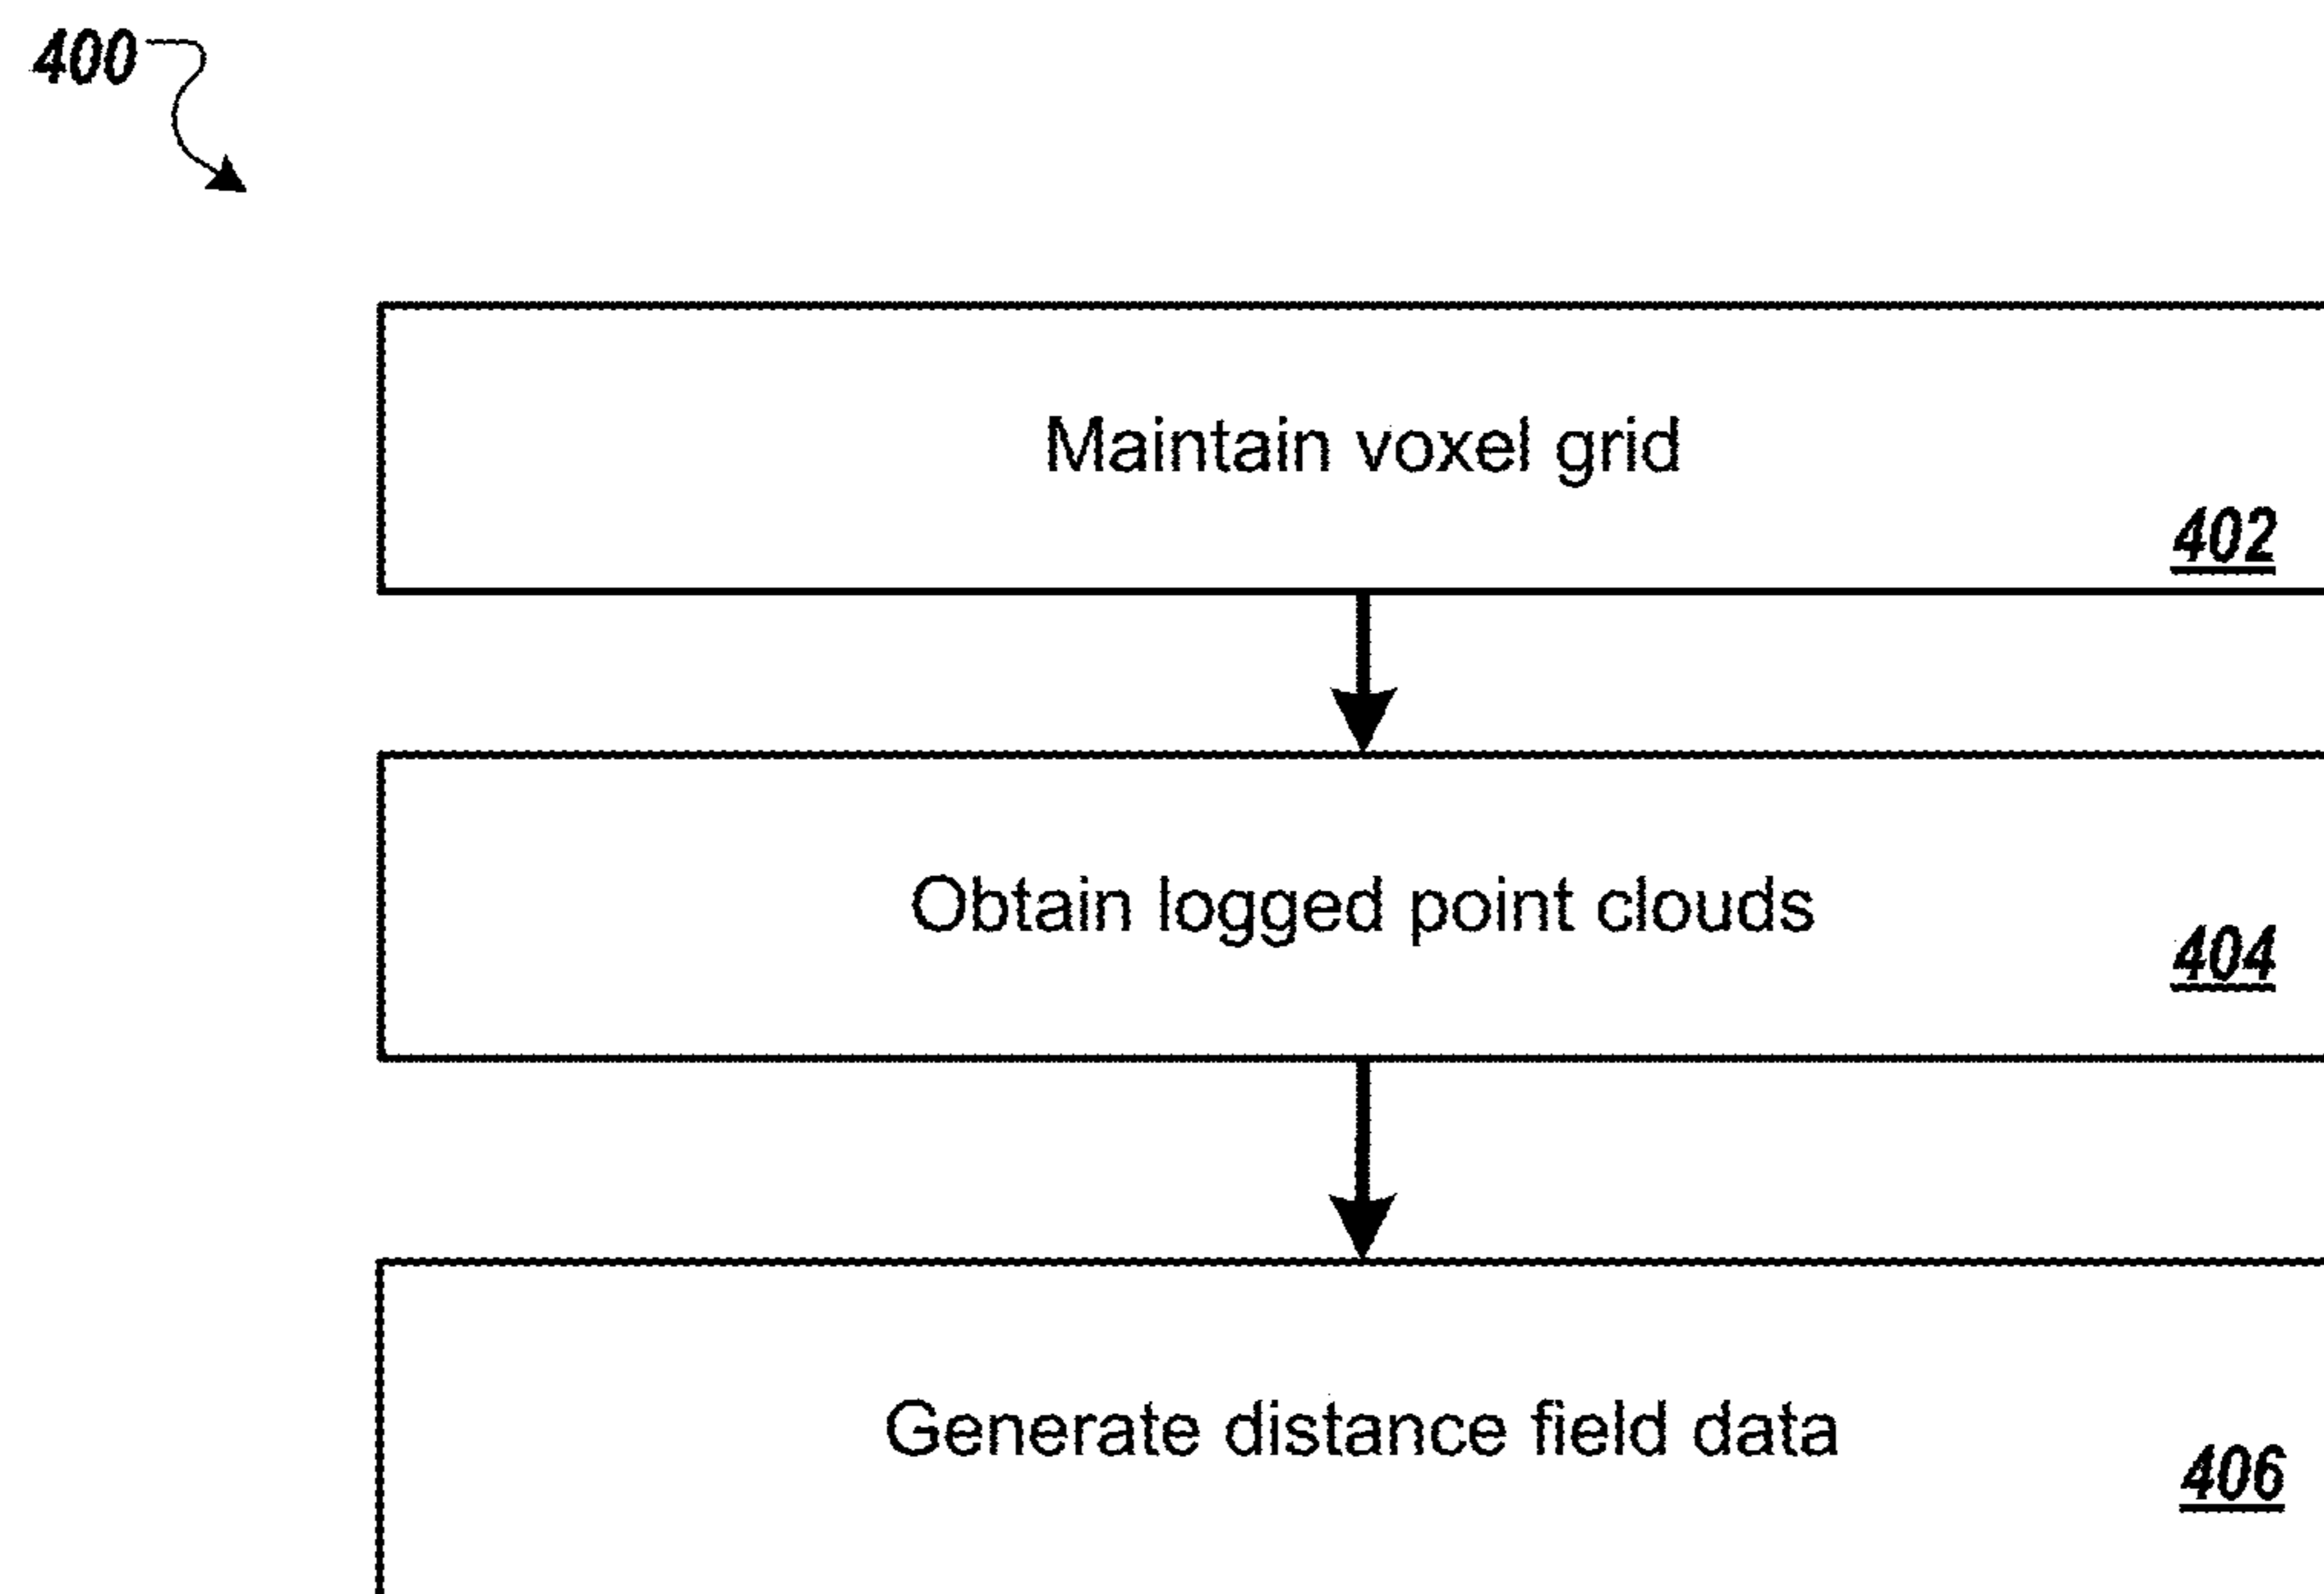 400
Maintain voxel grid
402
Obtain logged point clouds
404
Generate distance field data
406